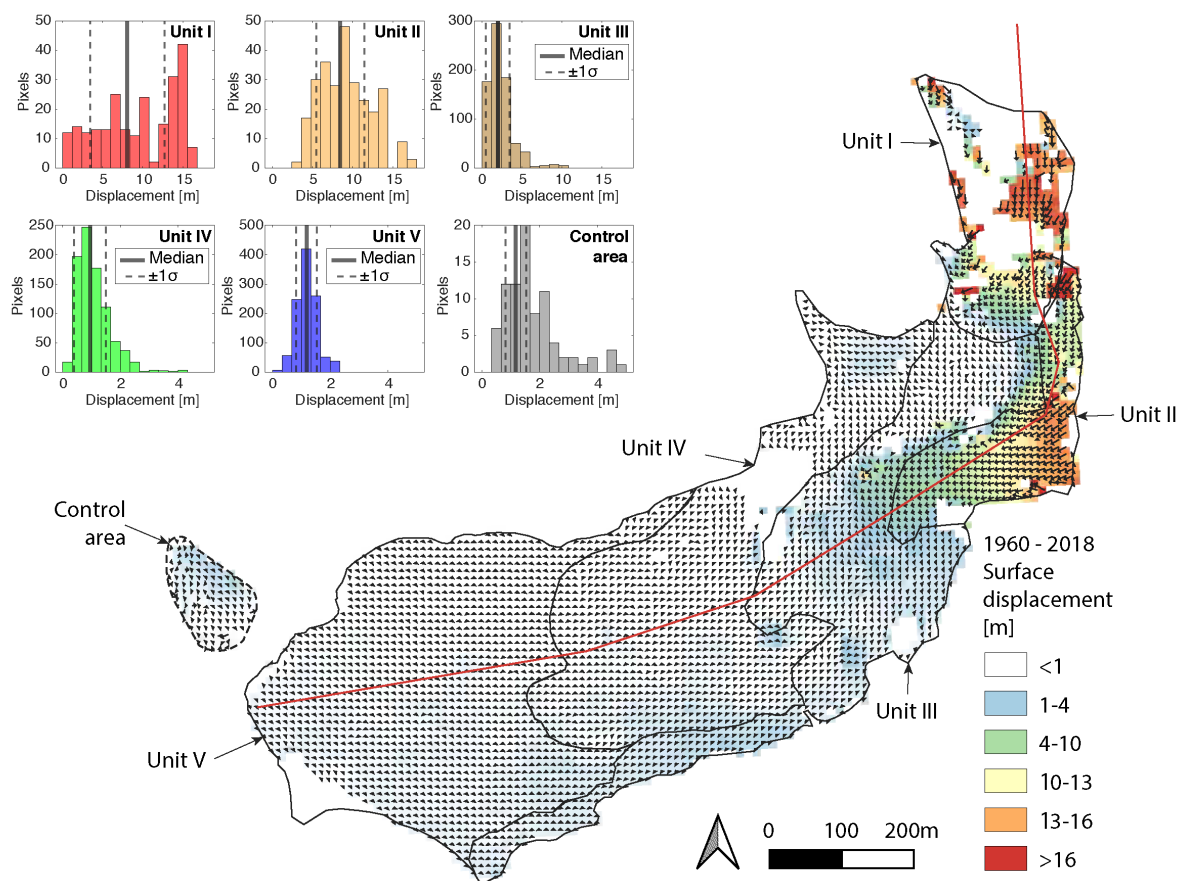 50
40
30
20
10
0
Pixels
Unit I
0
5
10
15
Displacement [m]
50
40
30
20
10
0
Pixels
Unit II
0
5
10
15
Displacement [m]
300
200
100
0
Pixels
Unit III
Median
±1σ
0
5
10
15
Displacement [m]
250
200
150
100
50
0
Pixels
Unit IV
Median
±1σ
0
2
4
Displacement [m]
500
400
300
200
100
0
Pixels
Unit V
Median
±1σ
0
2
4
Displacement [m]
20
15
10
5
0
Pixels
Control
area
0
2
4
Displacement [m]
Unit I
Unit II
Unit IV
Control
area
Unit III
Unit V
1960 - 2018
Surface
displacement
[m]
<1
1-4
4-10
10-13
13-16
>16
0
100
200m